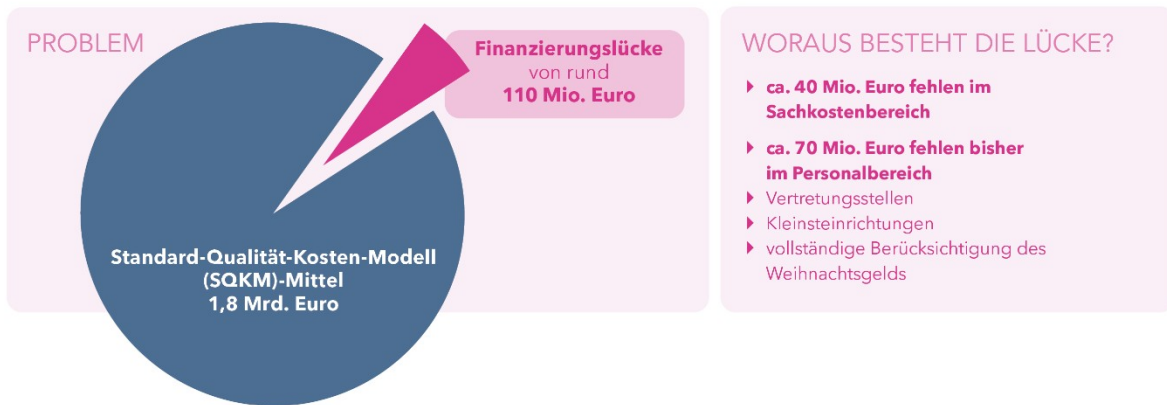 PROBLEM
Finanzierungslücke
von rund
110 Mio. Euro
Standard-Qualität-Kosten-Modell
(SQKM)-Mittel
1,8 Mrd. Euro
WORAUS BESTEHT DIE LÜCKE?
ca. 40 Mio. Euro fehlen im
Sachkostenbereich
ca. 70 Mio. Euro fehlen bisher
im Personalbereich
Vertretungsstellen
Kleinsteinrichtungen
vollständige Berücksichtigung des
Weihnachtsgelds